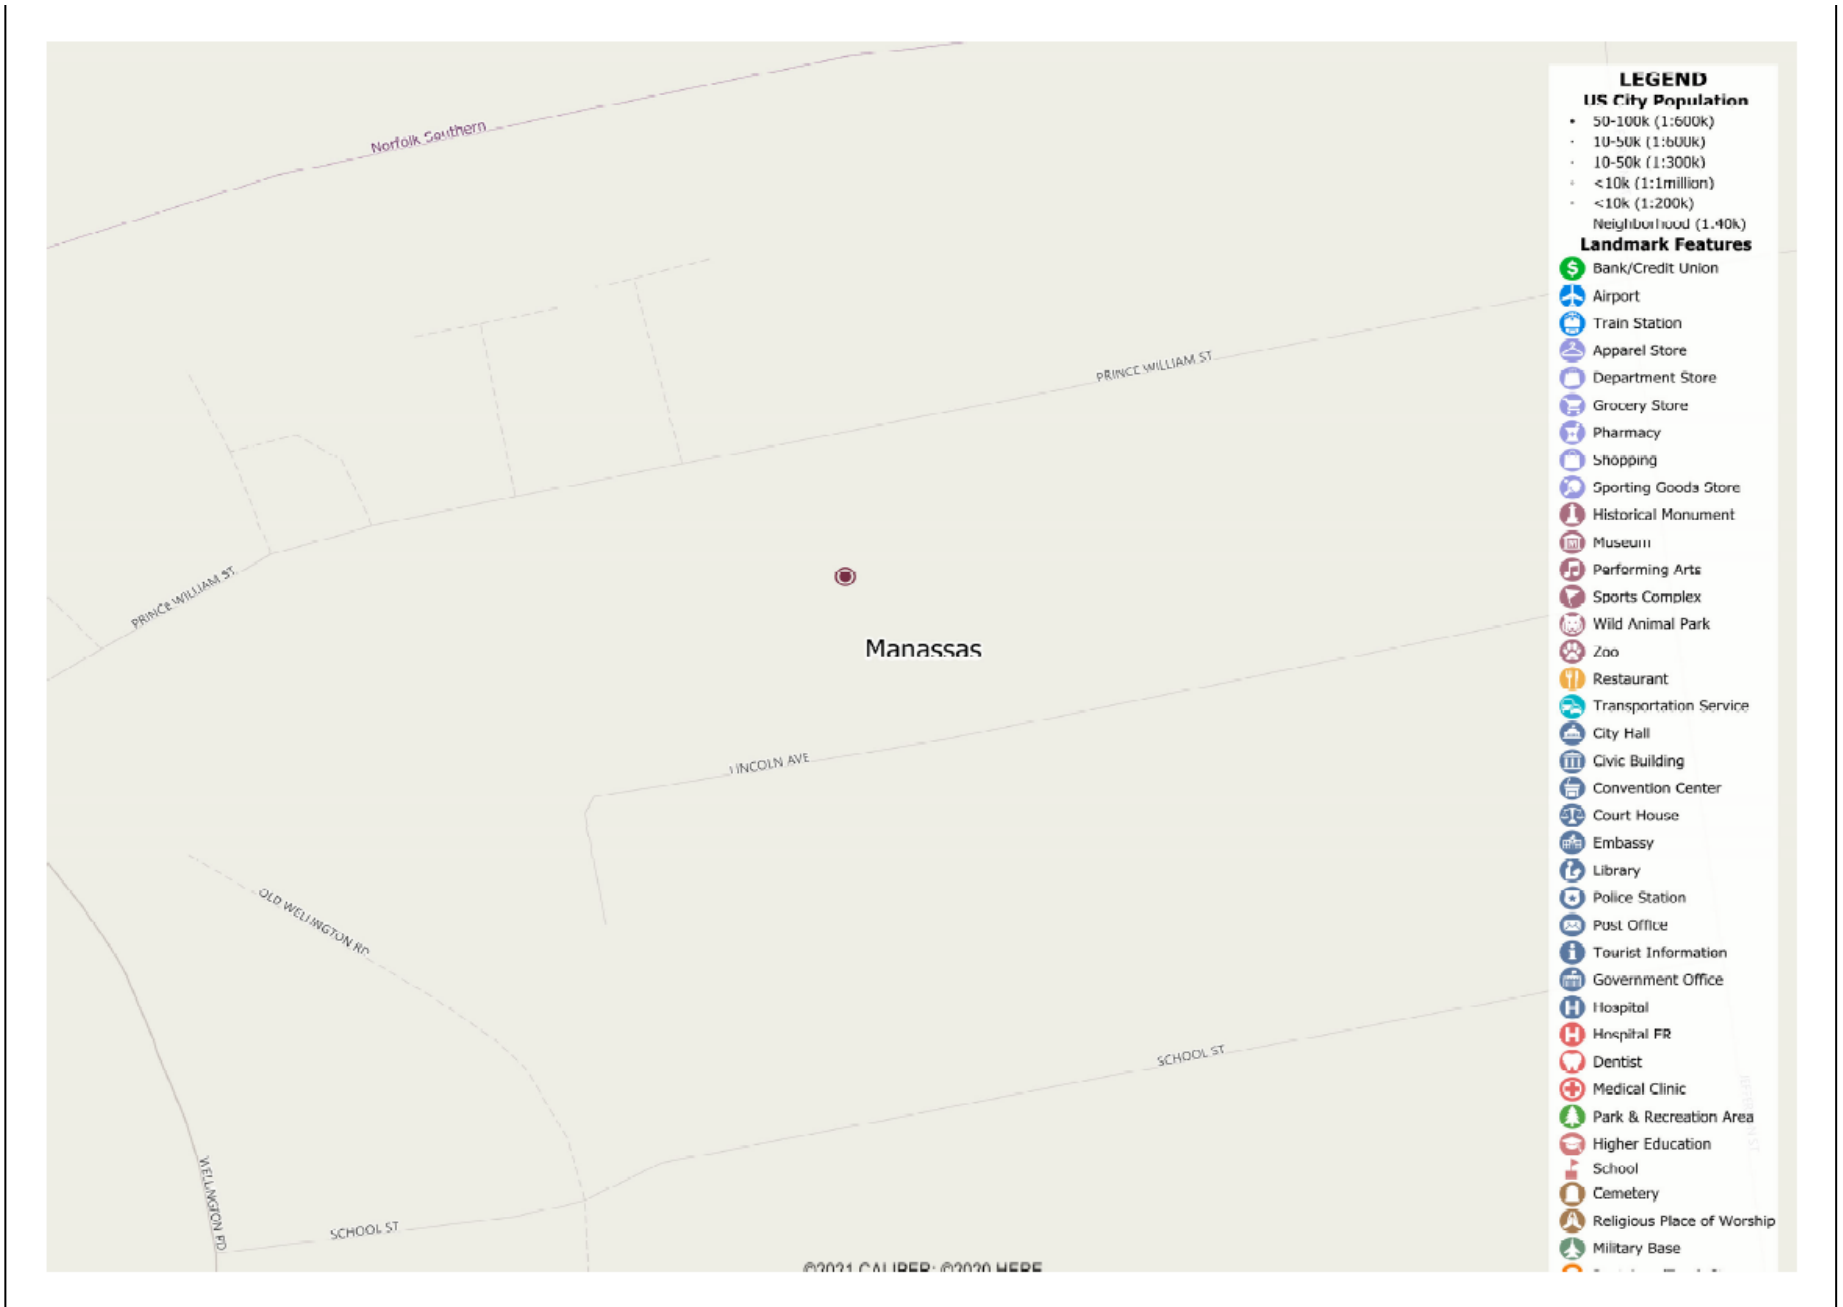 Norfolk Southern
PRINCE WILLIAM ST
PRINCE WILLIAM ST
Manassas
LINCOLN AVE
OLD WELLINGTON RD
SCHOOL ST
WELLINGTON RD
SCHOOL ST
©2021 CALIPER; ©2020 HERE
LEGEND
US City Population
50-100k (1:600k)
10-50k (1:600k)
10-50k (1:300k)
<10k (1:1million)
<10k (1:200k)
Neighborhood (1:40k)
Landmark Features
Bank/Credit Union
Airport
Train Station
Apparel Store
Department Store
Grocery Store
Pharmacy
Shopping
Sporting Goods Store
Historical Monument
Museum
Performing Arts
Sports Complex
Wild Animal Park
Zoo
Restaurant
Transportation Service
City Hall
Civic Building
Convention Center
Court House
Embassy
Library
Police Station
Post Office
Tourist Information
Government Office
Hospital
Hospital ER
Dentist
Medical Clinic
Park & Recreation Area
Higher Education
School
Cemetery
Religious Place of Worship
Military Base